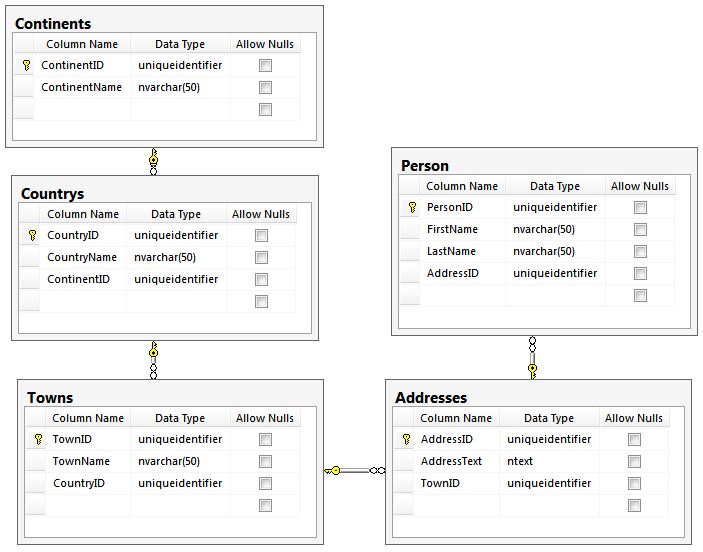 Continents
Column Name Data Type Allow Nulls
ContinentID uniqueidentifier
ContinentName nvarchar(50)
Countrys
Column Name Data Type Allow Nulls
CountryID uniqueidentifier
CountryName nvarchar(50)
ContinentID uniqueidentifier
Person
Column Name Data Type Allow Nulls
PersonID uniqueidentifier
FirstName nvarchar(50)
LastName nvarchar(50)
AddressID uniqueidentifier
Towns
Column Name Data Type Allow Nulls
TownID uniqueidentifier
TownName nvarchar(50)
CountryID uniqueidentifier
Addresses
Column Name Data Type Allow Nulls
AddressID uniqueidentifier
AddressText ntext
TownID uniqueidentifier